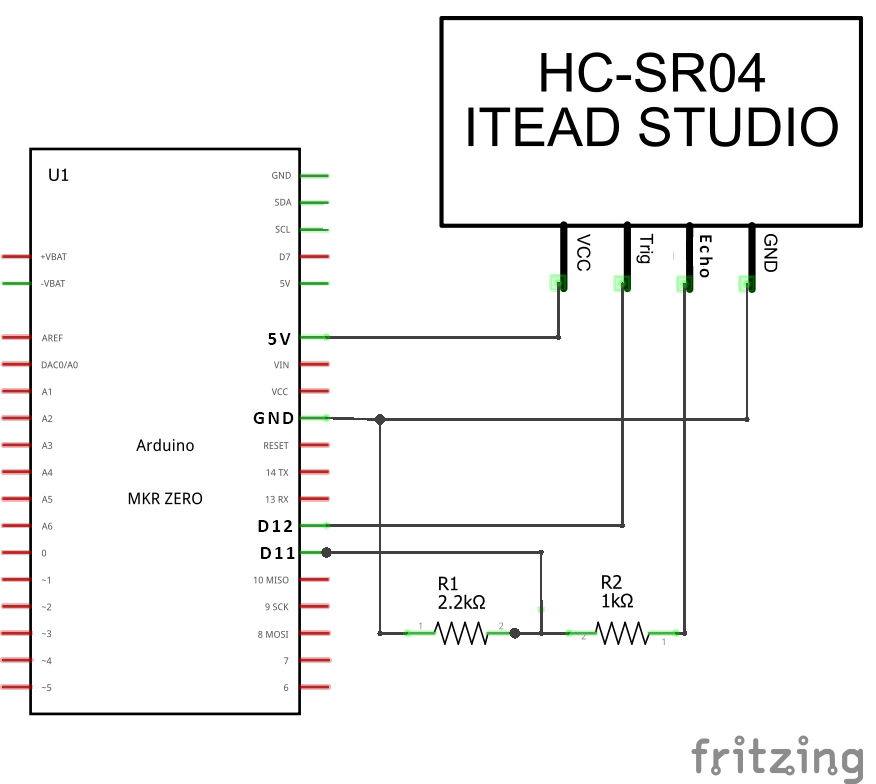 HC-SR04
ITEAD STUDIO
VCC
Trig
Echo
GND
U1
GND
SDA
SCL
+VBAT
D7
-VBAT
5V
AREF
5V
DAC0/A0
VIN
A1
VCC
A2
GND
A3
Arduino
RESET
A4
14 TX
A5
MKR ZERO
13 RX
A6
D12
0
D11
~1
10 MISO
~2
9 SCK
~3
8 MOSI
~4
7
~5
6
R1
2.2kΩ
1
2
R2
1kΩ
2
1
fritzing